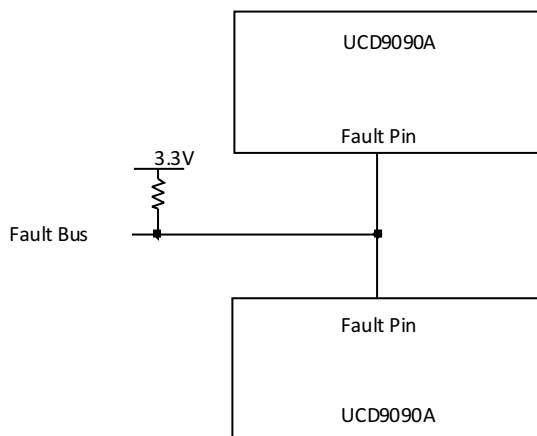 UCD9090A
Fault Pin
3.3V
Fault Bus
Fault Pin
UCD9090A